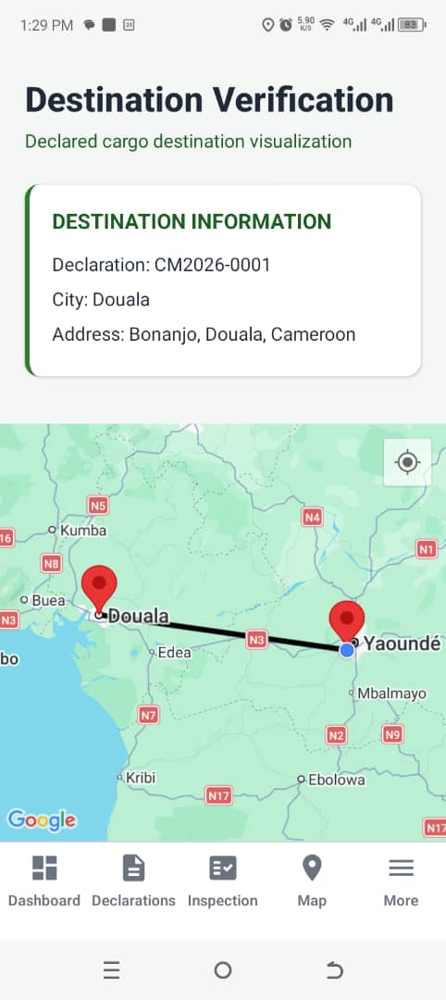 1:29 PM
31
5.90
K/S
4G
4G
83
Destination Verification
Declared cargo destination visualization
DESTINATION INFORMATION
Declaration: CM2026-0001
City: Douala
Address: Bonanjo, Douala, Cameroon
N5
N4
Kumba
16
N1
N8
Buea
Douala
N3
N3
Yaoundé
Edea
bo
Mbalmayo
N7
N2
N9
Kribi
Ebolowa
N17
Google
N17
Dashboard
Declarations
Inspection
Map
More